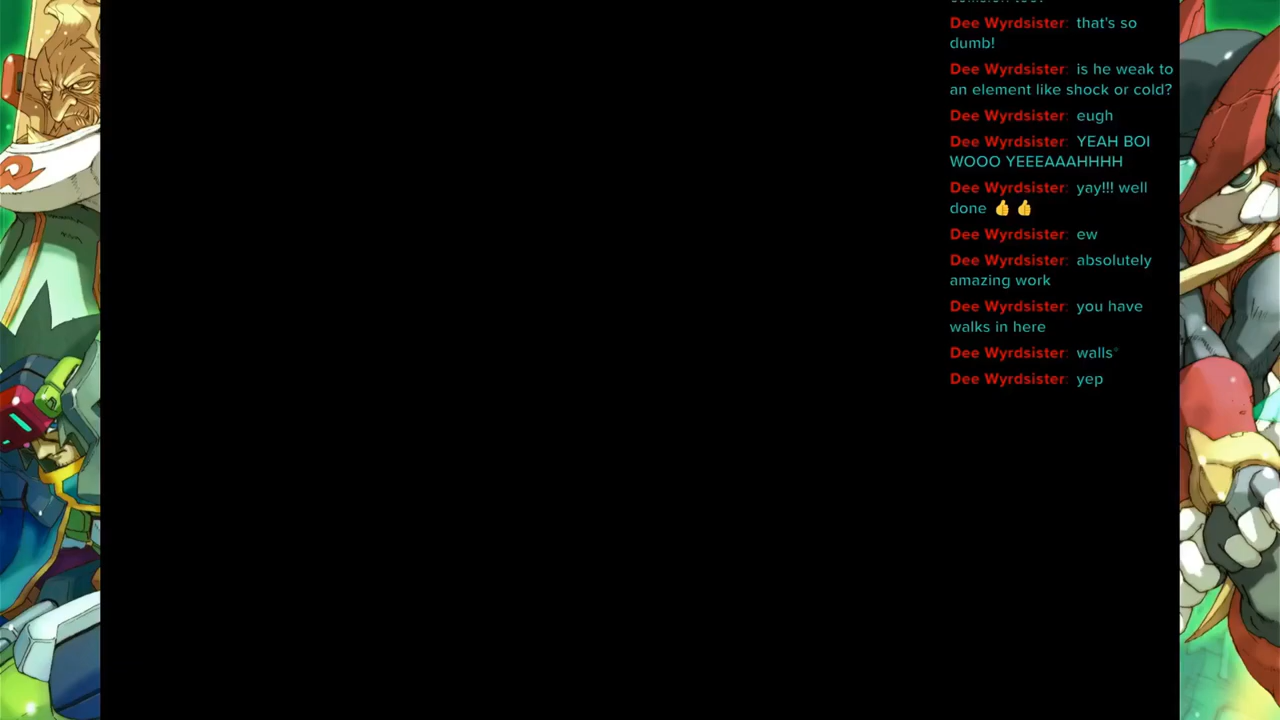 Dee Wyrdsister: that's so
dumb!
Dee Wyrdsister: is he weak to
an element like shock or cold?
Dee Wyrdsister: eugh
Dee Wyrdsister: YEAH BOI
WOOO YEEEAAAHHHH
Dee Wyrdsister: yay!!! well
done 👍 👍
Dee Wyrdsister: ew
Dee Wyrdsister: absolutely
amazing work
Dee Wyrdsister: you have
walks in here
Dee Wyrdsister: walls*
Dee Wyrdsister: yep